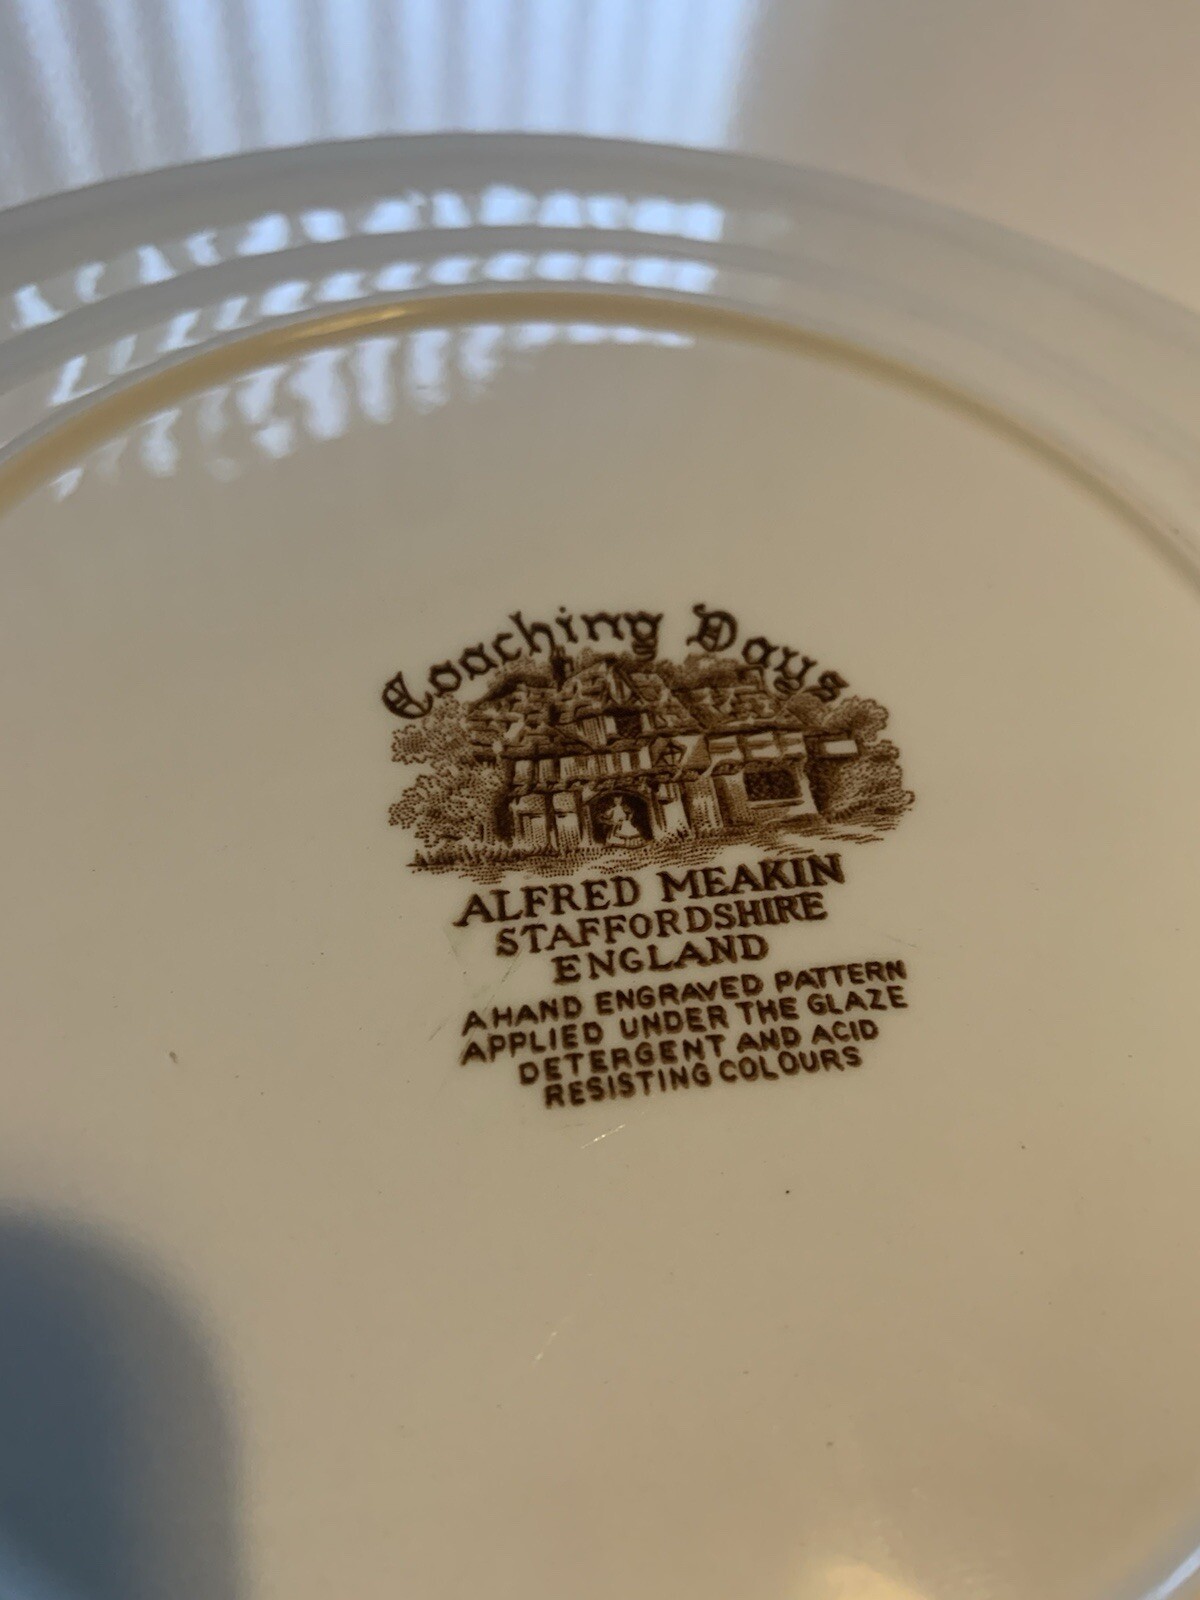 Coaching Days
ALFRED MEAKIN
STAFFORDSHIRE
ENGLAND
A HAND ENGRAVED PATTERN
APPLIED UNDER THE GLAZE
DETERGENT AND ACID
RESISTING COLOURS